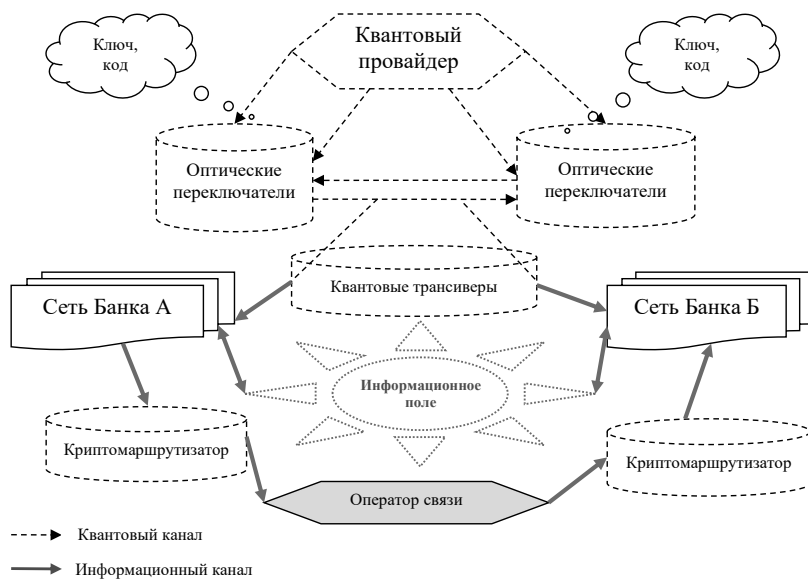 Ключ,
код
Квантовый
провайдер
Ключ,
код
Оптические
переключатели
Оптические
переключатели
Квантовые трансиверы
Сеть Банка А
Сеть Банка Б
Информационное
поле
Криптомаршрутизатор
Криптомаршрутизатор
Оператор связи
Квантовый канал
Информационный канал